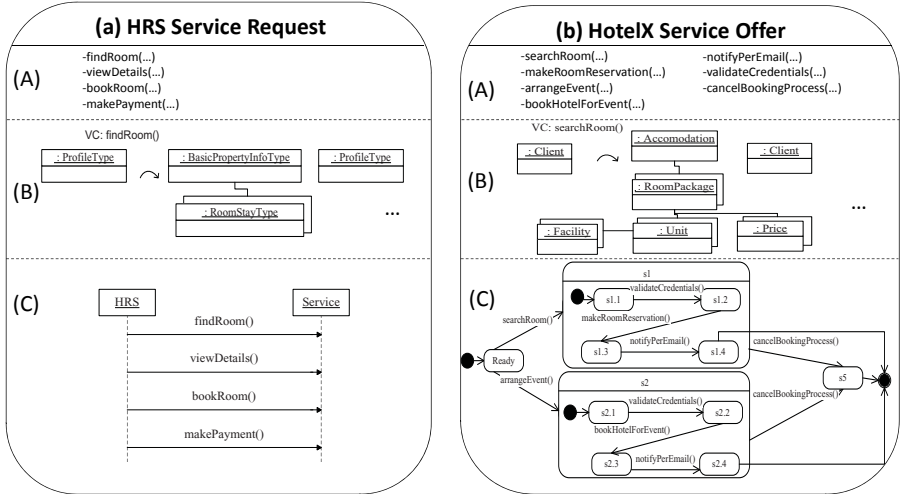 (a) HRS Service Request
(A)
-findRoom(...)
-viewDetails(...)
-bookRoom(...)
-makePayment(...)
VC: findRoom()
(B)
: ProfileType
: BasicPropertyInfoType
: ProfileType
: RoomStayType
...
(C)
HRS
Service
findRoom()
viewDetails()
bookRoom()
makePayment()
(b) HotelX Service Offer
(A)
-searchRoom(...)
-makeRoomReservation(...)
-arrangeEvent(...)
-bookHotelForEvent(...)
-notifyPerEmail(...)
-validateCredentials(...)
-cancelBookingProcess(...)
VC: searchRoom()
(B)
: Client
: Accomodation
: Client
: RoomPackage
: Facility
: Unit
: Price
...
(C)
s1
validateCredentials()
s1.1
s1.2
searchRoom()
makeRoomReservation()
notifyPerEmail()
s1.3
s1.4
cancelBookingProcess()
Ready
s5
arrangeEvent()
s2
validateCredentials()
cancelBookingProcess()
s2.1
s2.2
bookHotelForEvent()
notifyPerEmail()
s2.3
s2.4